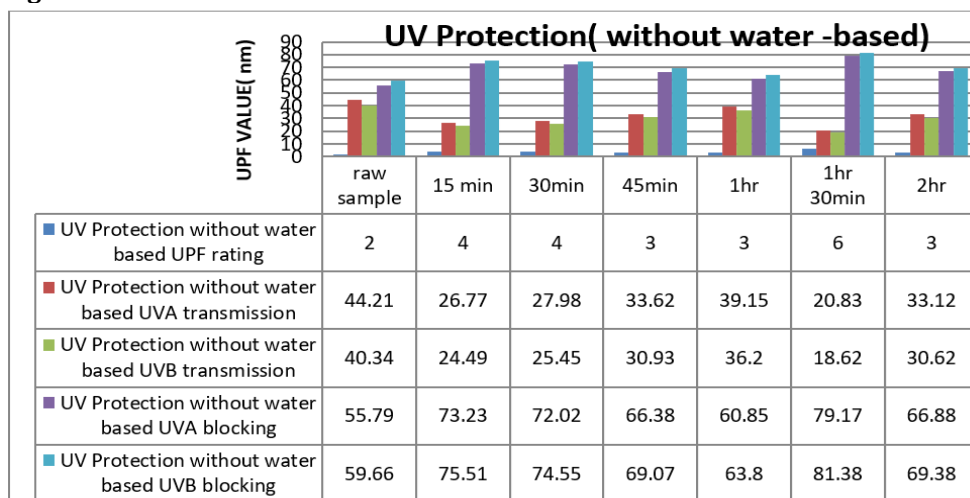 UV Protection( without water -based)
UPF VALUE( nm)
90
80
70
60
50
40
30
20
10
0
raw sample 15 min 30min 45min 1hr 1hr 30min 2hr
UV Protection without water based UPF rating 2 4 4 3 3 6 3
UV Protection without water based UVA transmission 44.21 26.77 27.98 33.62 39.15 20.83 33.12
UV Protection without water based UVB transmission 40.34 24.49 25.45 30.93 36.2 18.62 30.62
UV Protection without water based UVA blocking 55.79 73.23 72.02 66.38 60.85 79.17 66.88
UV Protection without water based UVB blocking 59.66 75.51 74.55 69.07 63.8 81.38 69.38